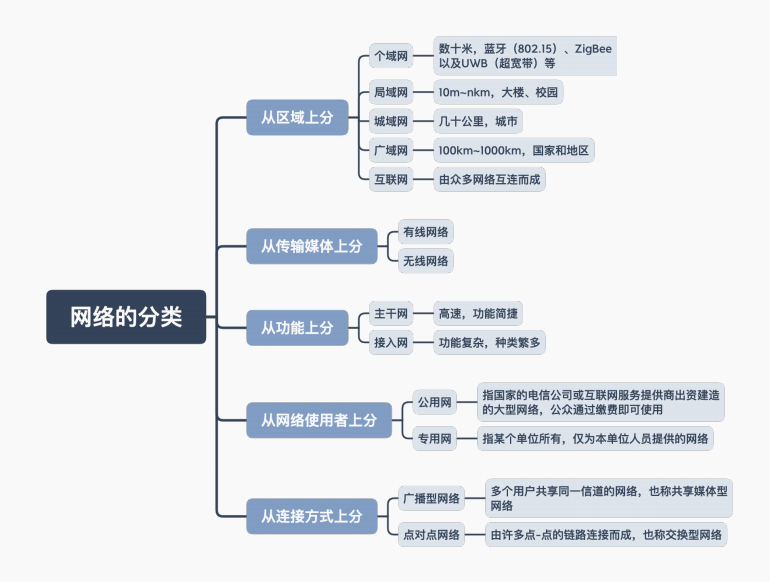 网络的分类
从区域上分
个域网
数十米，蓝牙（802.15）、ZigBee
以及UWB（超宽带）等
局域网
10m~nkm，大楼、校园
城域网
几十公里，城市
广域网
100km~1000km，国家和地区
互联网
由众多网络互连而成
从传输媒体上分
有线网络
无线网络
从功能上分
主干网
高速，功能简捷
接入网
功能复杂，种类繁多
从网络使用者上分
公用网
指国家的电信公司或互联网服务提供商出资建造
的大型网络，公众通过缴费即可使用
专用网
指某个单位所有，仅为本单位人员提供的网络
从连接方式上分
广播型网络
多个用户共享同一信道的网络，也称共享媒体型
网络
点对点网络
由许多点-点的链路连接而成，也称交换型网络